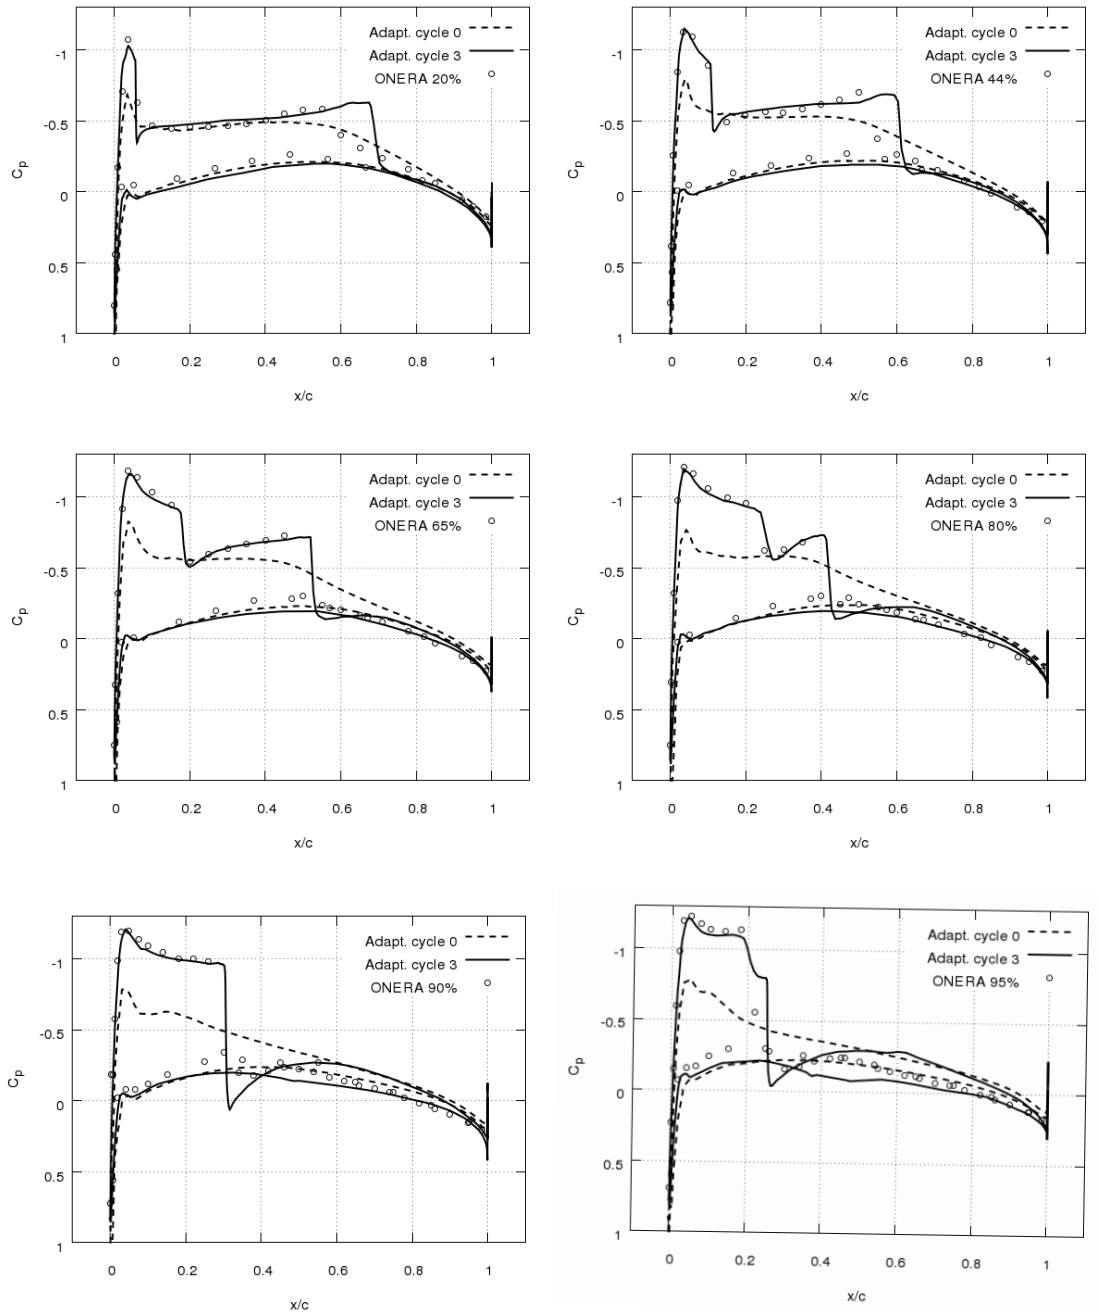 Adapt. cycle 0
Adapt. cycle 3
ONERA 20%
-1
-0.5
0
0.5
1
Cp
0 0.2 0.4 0.6 0.8 1
x/c
Adapt. cycle 0
Adapt. cycle 3
ONERA 44%
-1
-0.5
0
0.5
1
Cp
0 0.2 0.4 0.6 0.8 1
x/c
Adapt. cycle 0
Adapt. cycle 3
ONERA 65%
-1
-0.5
0
0.5
1
Cp
0 0.2 0.4 0.6 0.8 1
x/c
Adapt. cycle 0
Adapt. cycle 3
ONERA 80%
-1
-0.5
0
0.5
1
Cp
0 0.2 0.4 0.6 0.8 1
x/c
Adapt. cycle 0
Adapt. cycle 3
ONERA 90%
-1
-0.5
0
0.5
1
Cp
0 0.2 0.4 0.6 0.8 1
x/c
Adapt. cycle 0
Adapt. cycle 3
ONERA 95%
-1
-0.5
0
0.5
1
Cp
0 0.2 0.4 0.6 0.8 1
x/c